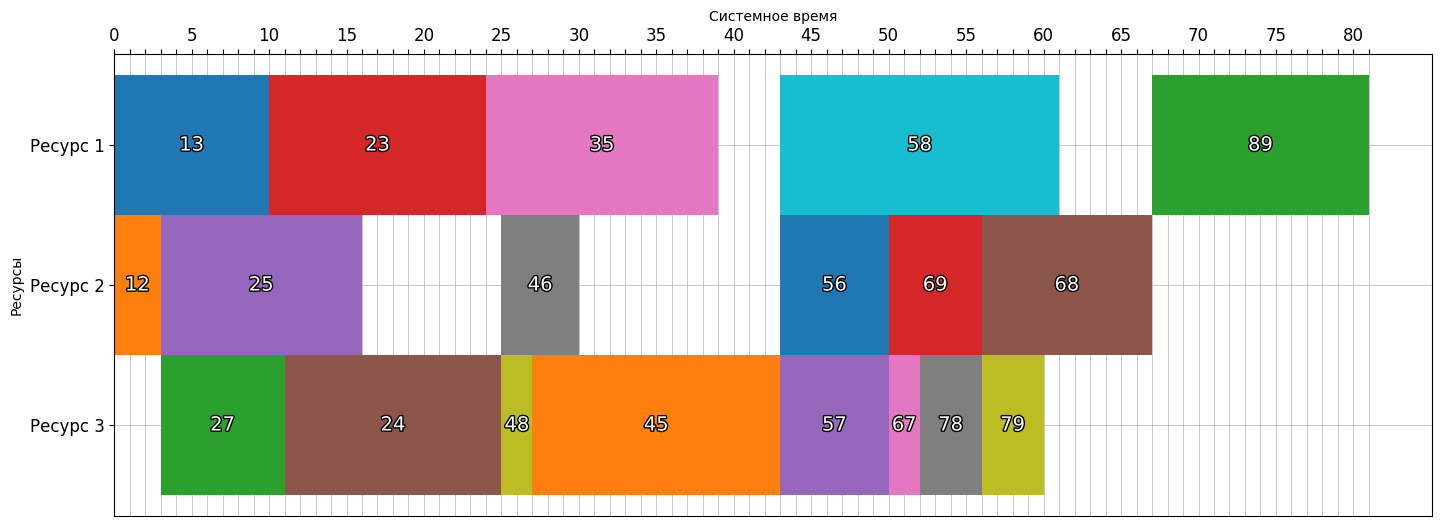 Системное время
0 5 10 15 20 25 30 35 40 45 50 55 60 65 70 75 80
Ресурсы
Ресурс 1 13 23 35 58 89
Ресурс 2 12 25 46 56 69 68
Ресурс 3 27 24 48 45 57 67 78 79